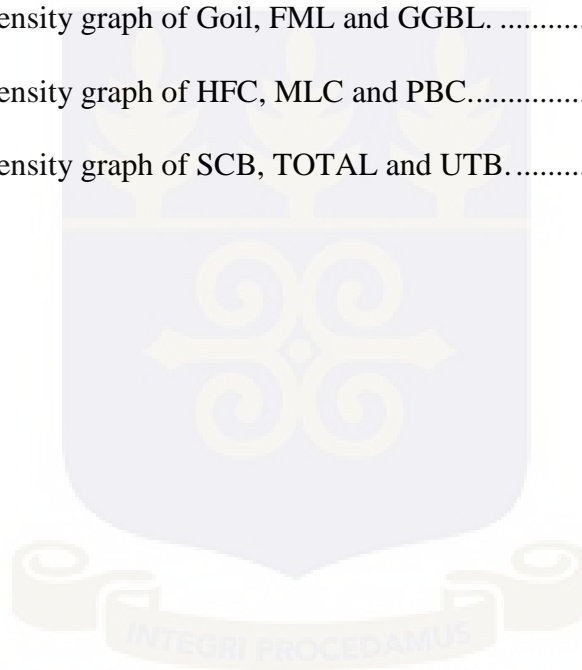 ensity graph of Goil, FML and GGBL. ...........
ensity graph of HFC, MLC and PBC...............
ensity graph of SCB, TOTAL and UTB. ..........
INTEGRI PROCEDAMUS